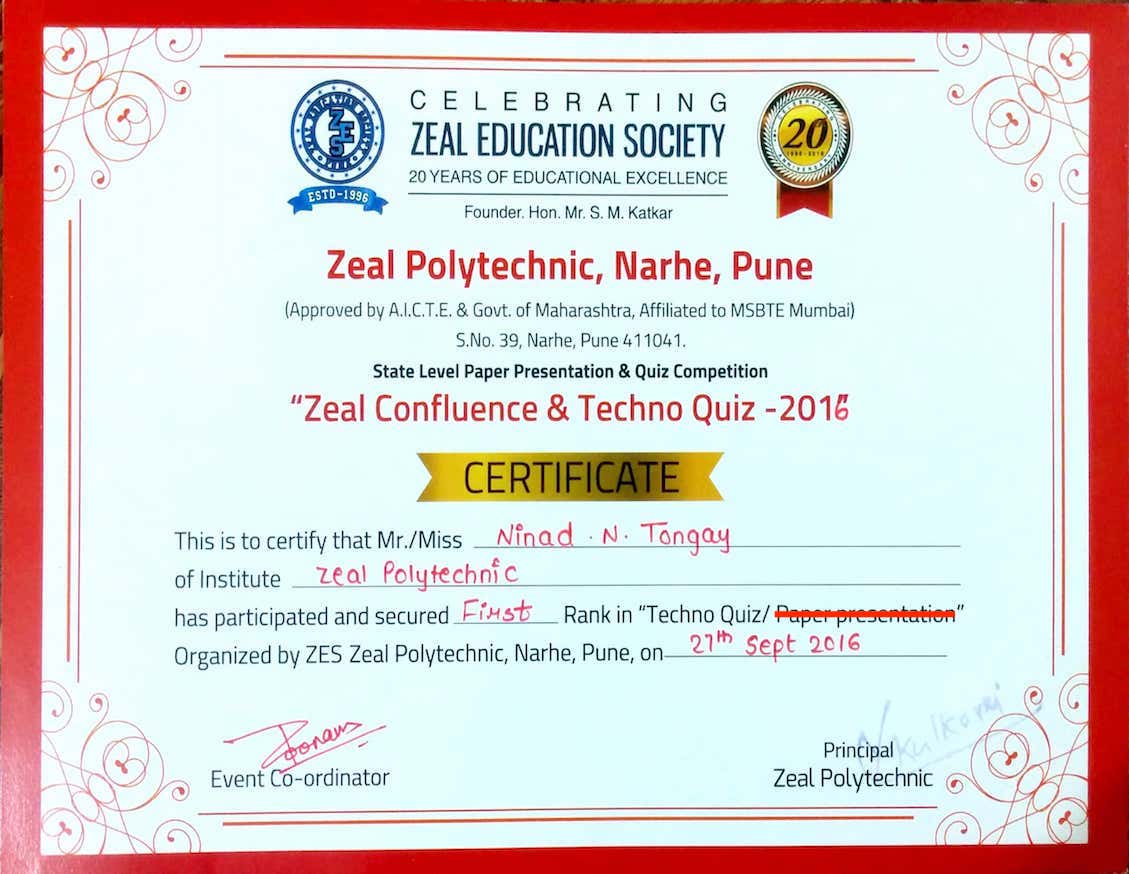 CELEBRATING
ZEAL EDUCATION SOCIETY
20 YEARS OF EDUCATIONAL EXCELLENCE
Founder. Hon. Mr. S. M. Katkar
ZES
ESTD-1996
20
Zeal Polytechnic, Narhe, Pune
(Approved by A.I.C.T.E. & Govt. of Maharashtra, Affiliated to MSBTE Mumbai)
S.No. 39, Narhe, Pune 411041.
State Level Paper Presentation & Quiz Competition
“Zeal Confluence & Techno Quiz -2016”
CERTIFICATE
This is to certify that Mr./Miss Ninad . N. Tongay
of Institute Zeal Polytechnic
has participated and secured First Rank in “Techno Quiz/ Paper presentation”
Organized by ZES Zeal Polytechnic, Narhe, Pune, on 27th Sept 2016
Poonam
Nkulkarni
Event Co-ordinator
Principal
Zeal Polytechnic